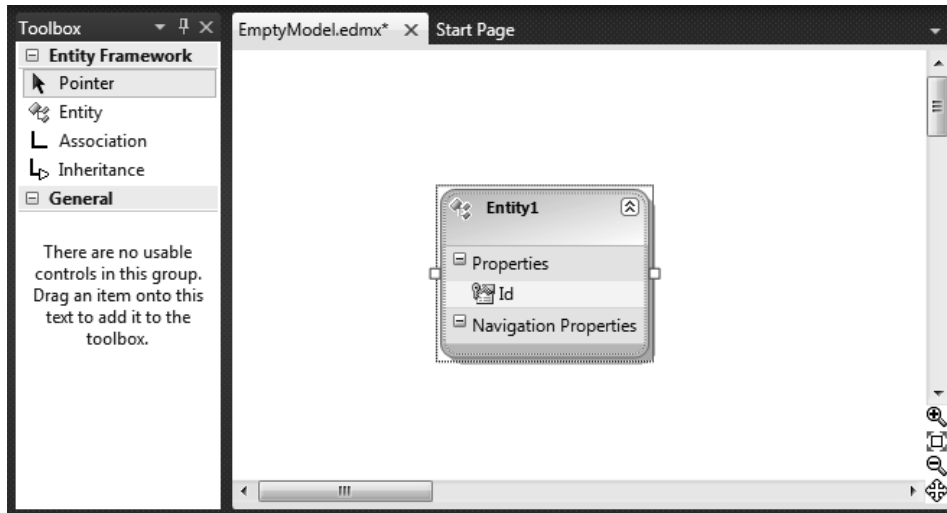 Toolbox
Entity Framework
Pointer
Entity
Association
Inheritance
General
There are no usable
controls in this group.
Drag an item onto this
text to add it to the
toolbox.
EmptyModel.edmx* Start Page
Entity1
Properties
Id
Navigation Properties